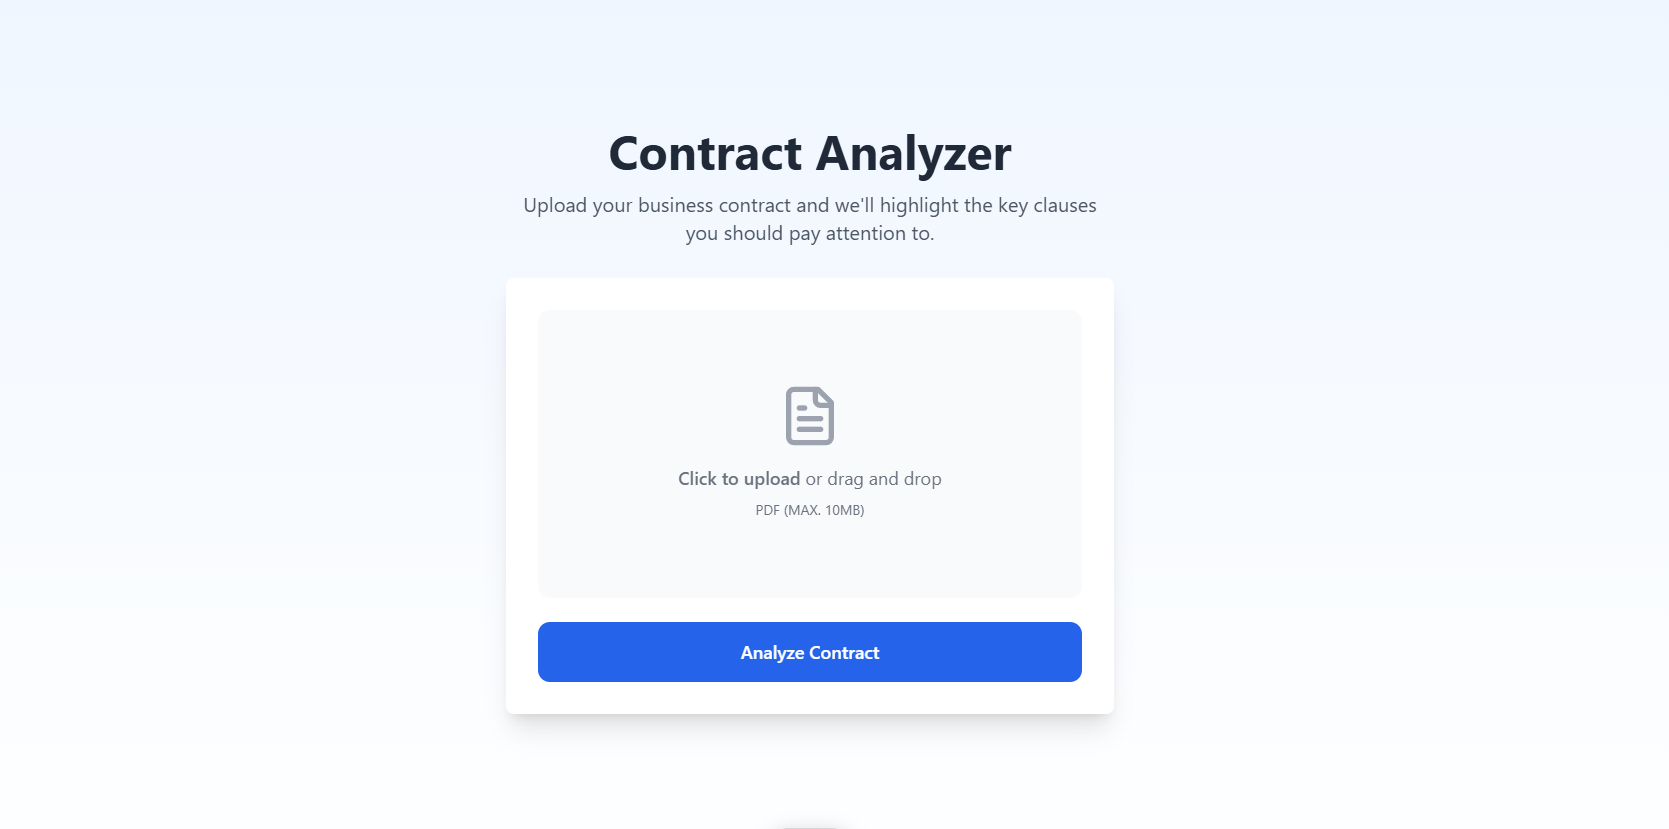 Contract Analyzer
Upload your business contract and we'll highlight the key clauses
you should pay attention to.
Click to upload or drag and drop
PDF (MAX. 10MB)
Analyze Contract